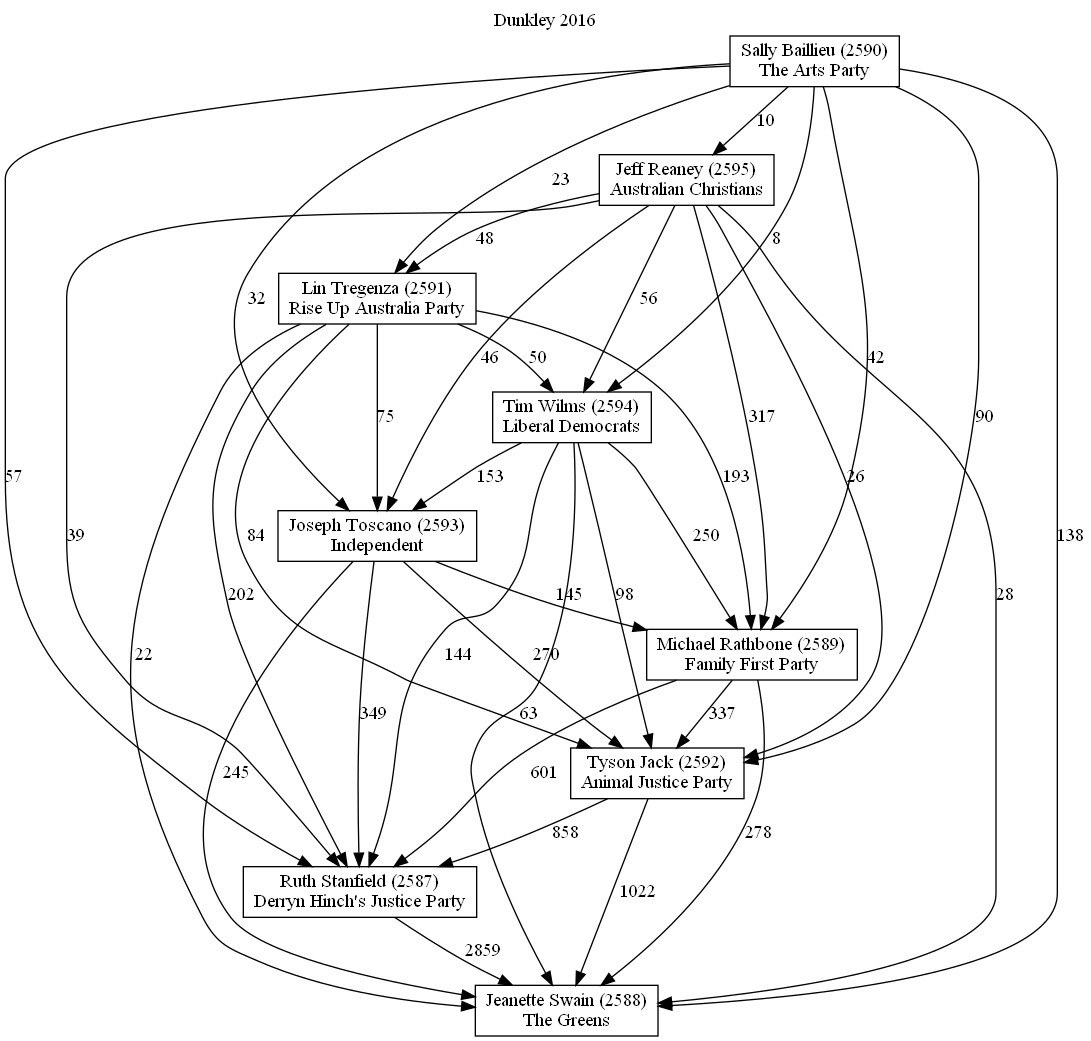 Dunkley 2016
Sally Baillieu (2590)
The Arts Party
10
Jeff Reaney (2595)
Australian Christians
23
48
8
Lin Tregenza (2591)
Rise Up Australia Party
32
56
46
50
42
Tim Wilms (2594)
Liberal Democrats
75
317
90
57
153
193
26
138
Joseph Toscano (2593)
Independent
39
84
250
202
145
98
28
Michael Rathbone (2589)
Family First Party
22
144
270
349
63
337
Tyson Jack (2592)
Animal Justice Party
245
601
858
278
Ruth Stanfield (2587)
Derryn Hinch's Justice Party
1022
2859
Jeanette Swain (2588)
The Greens